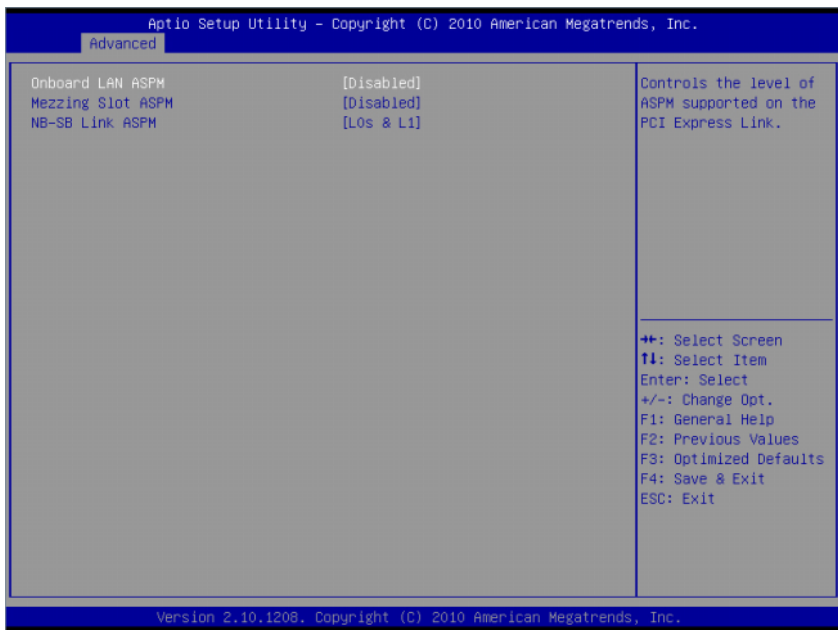 Aptio Setup Utility – Copyright (C) 2010 American Megatrends, Inc.
Advanced
Onboard LAN ASPM [Disabled]
Mezzing Slot ASPM [Disabled]
NB-SB Link ASPM [L0s & L1]
Controls the level of
ASPM supported on the
PCI Express Link.
→←: Select Screen
↑↓: Select Item
Enter: Select
+/-: Change Opt.
F1: General Help
F2: Previous Values
F3: Optimized Defaults
F4: Save & Exit
ESC: Exit
Version 2.10.1208. Copyright (C) 2010 American Megatrends, Inc.